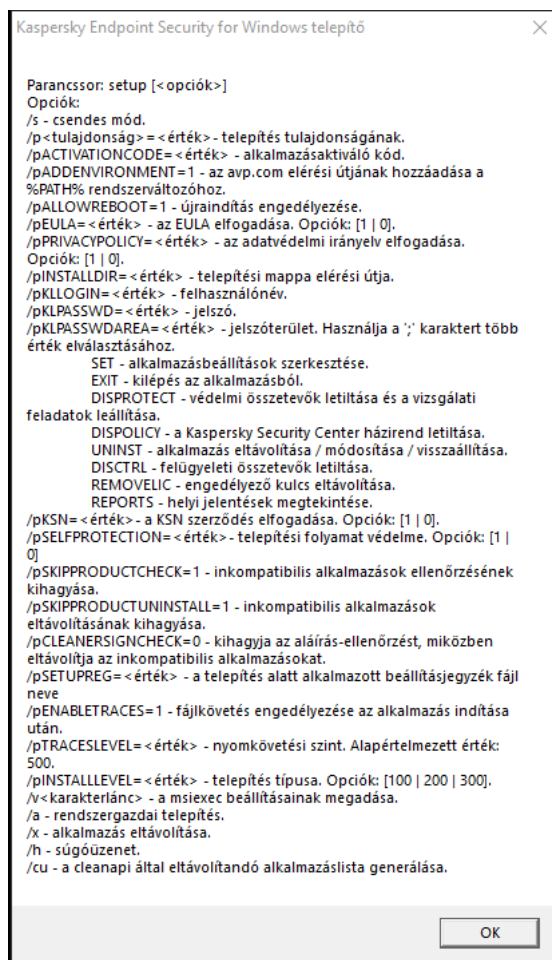 Kaspersky Endpoint Security for Windows telepítő
Parancssor: setup [<opciók>]
Opciók:
/s - csendes mód.
/p<tulajdonság>=<érték>- telepítés tulajdonságának.
/pACTIVATIONCODE=<érték> - alkalmazásaktiváló kód.
/pADDENVIRONMENT=1 - az avp.com elérési útjának hozzáadása a
%PATH% rendszerváltozóhoz.
/pALLOWREBOOT=1 - újraindítás engedélyezése.
/pEULA=<érték> - az EULA elfogadása. Opciók: [1 | 0].
/pPRIVACYPOLICY=<érték> - az adatvédelmi irányelv elfogadása.
Opciók: [1 | 0].
/pINSTALLDIR=<érték> - telepítési mappa elérési útja.
/pKLLOGIN=<érték> - felhasználónév.
/pKLPASSWD=<érték> - jelszó.
/pKLPASSWDAREA=<érték> - jelszóterület. Használja a ';' karaktert több
érték elválasztásához.
SET - alkalmazásbeállítások szerkesztése.
EXIT - kilépés az alkalmazásból.
DISPROTECT - védelmi összetevők letiltása és a vizsgálati
feladatok leállítása.
DISPOLICY - a Kaspersky Security Center házirend letiltása.
UNINST - alkalmazás eltávolítása / módosítása / visszaállítása.
DISCTRL - felügyeleti összetevők letiltása.
REMOVELIC - engedélyező kulcs eltávolítása.
REPORTS - helyi jelentések megtekintése.
/pKSN=<érték>- a KSN szerződés elfogadása. Opciók: [1 | 0].
/pSELFPROTECTION=<érték>- telepítési folyamat védelme. Opciók: [1 |
0]
/pSKIPPRODUCTCHECK=1 - inkompatibilis alkalmazások ellenőrzésének
kihagyása.
/pSKIPPRODUCTUNINSTALL=1 - inkompatibilis alkalmazások
eltávolításának kihagyása.
/pCLEANERSIGNCHECK=0 - kihagyja az aláírás-ellenőrzést, miközben
eltávolítja az inkompatibilis alkalmazásokat.
/pSETUPREG=<érték> - a telepítés alatt alkalmazott beállításjegyzék fájl
neve
/pENABLETRACES=1 - fájlkövetés engedélyezése az alkalmazás indítása
után.
/pTRACESLEVEL=<érték> - nyomkövetési szint. Alapértelmezett érték:
500.
/pINSTALLLEVEL=<érték> - telepítés típusa. Opciók: [100 | 200 | 300].
/v<karakterlánc> - a msiexec beállításainak megadása.
/a - rendszergazdai telepítés.
/x - alkalmazás eltávolítása.
/h - súgóüzenet.
/cu - a cleanapi által eltávolítandó alkalmazáslista generálása.
OK